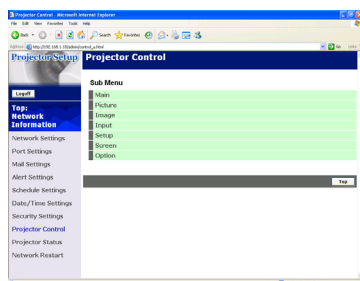 Projector Control - Microsoft Internet Explorer
File Edit View Favorites Tools Help
Back Search Favorites
Address
Go Links
Projector Setup
Projector Control
Logoff
Top:
Network
Information
Network Settings
Port Settings
Mail Settings
Alert Settings
Schedule Settings
Date/Time Settings
Security Settings
Projector Control
Projector Status
Network Restart
Sub Menu
Main
Picture
Image
Input
Setup
Screen
Option
Top